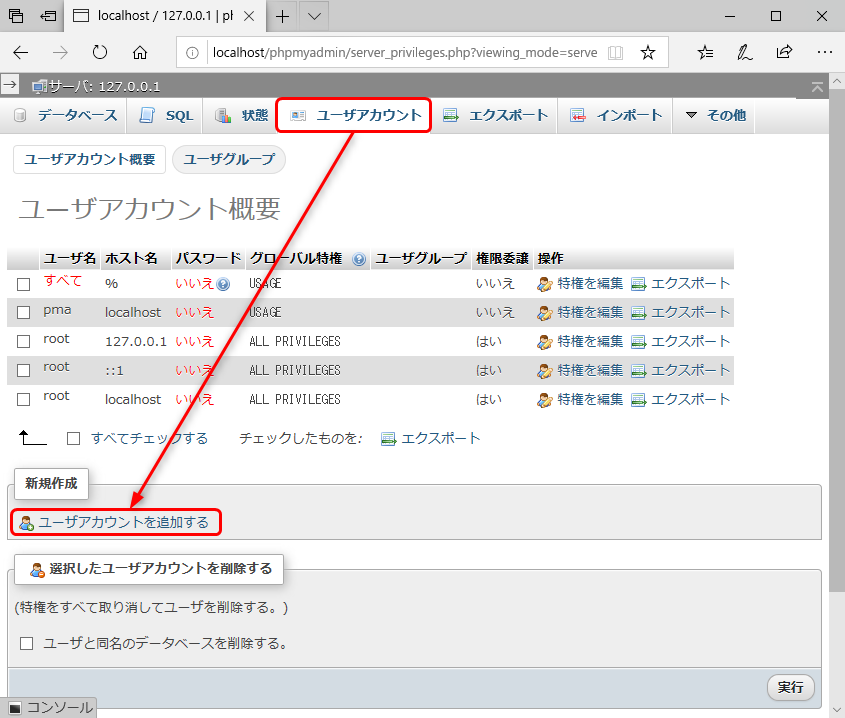 localhost / 127.0.0.1 | pl
localhost/phpmyadmin/server_privileges.php?viewing_mode=serve
サーバ: 127.0.0.1
データベース SQL 状態 ユーザアカウント エクスポート インポート その他
ユーザアカウント概要 ユーザグループ
ユーザアカウント概要
ユーザ名 ホスト名 パスワード グローバル特権 ユーザグループ 権限委譲 操作
すべて % いいえ USAGE いいえ 特権を編集 エクスポート
pma localhost いいえ USAGE いいえ 特権を編集 エクスポート
root 127.0.0.1 いいえ ALL PRIVILEGES はい 特権を編集 エクスポート
root ::1 いいえ ALL PRIVILEGES はい 特権を編集 エクスポート
root localhost いいえ ALL PRIVILEGES はい 特権を編集 エクスポート
すべてチェックする チェックしたものを: エクスポート
新規作成
ユーザアカウントを追加する
選択したユーザアカウントを削除する
(特権をすべて取り消してユーザを削除する。)
ユーザと同名のデータベースを削除する。
実行
コンソール